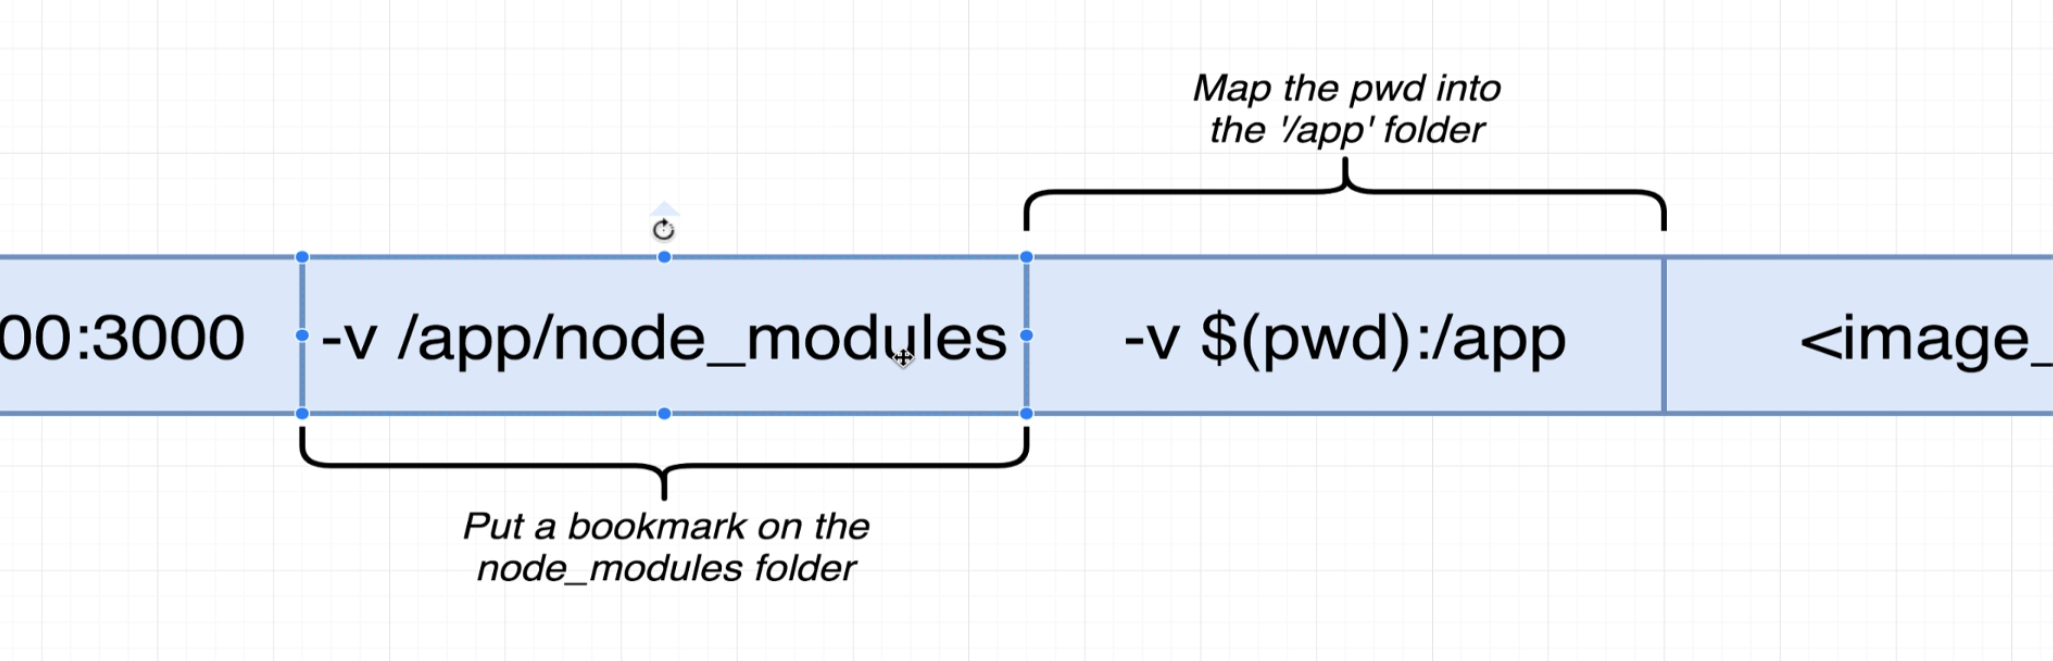 Map the pwd into
the '/app' folder
00:3000 -v /app/node_modules -v $(pwd):/app <image_
Put a bookmark on the
node_modules folder